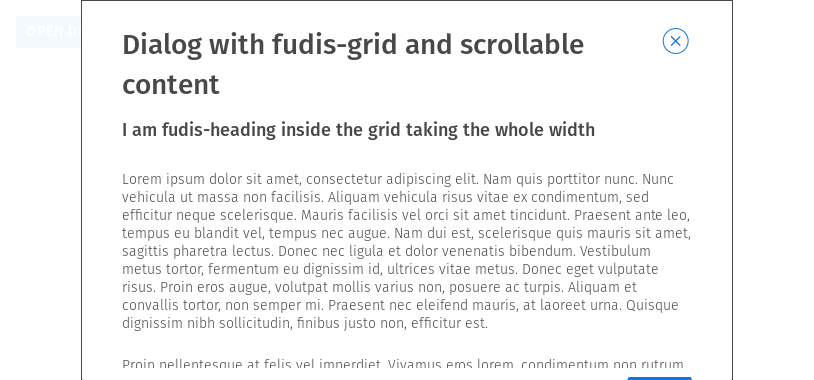 OPEN
Dialog with fudis-grid and scrollable
content
I am fudis-heading inside the grid taking the whole width
Lorem ipsum dolor sit amet, consectetur adipiscing elit. Nam quis porttitor nunc. Nunc
vehicula ut massa non facilisis. Aliquam vehicula risus vitae ex condimentum, sed
efficitur neque scelerisque. Mauris facilisis vel orci sit amet tincidunt. Praesent ante leo,
tempus eu blandit vel, tempus nec augue. Nam dui est, scelerisque quis mauris sit amet,
sagittis pharetra lectus. Donec nec ligula et dolor venenatis bibendum. Vestibulum
metus tortor, fermentum eu dignissim id, ultrices vitae metus. Donec eget vulputate
risus. Proin eros augue, volutpat mollis varius non, posuere ac turpis. Aliquam et
convallis tortor, non semper mi. Praesent nec eleifend mauris, at laoreet urna. Quisque
dignissim nibh sollicitudin, finibus justo non, efficitur est.
Proin pellentesque at felis vel imperdiet. Vivamus eros lorem, condimentum non rutrum